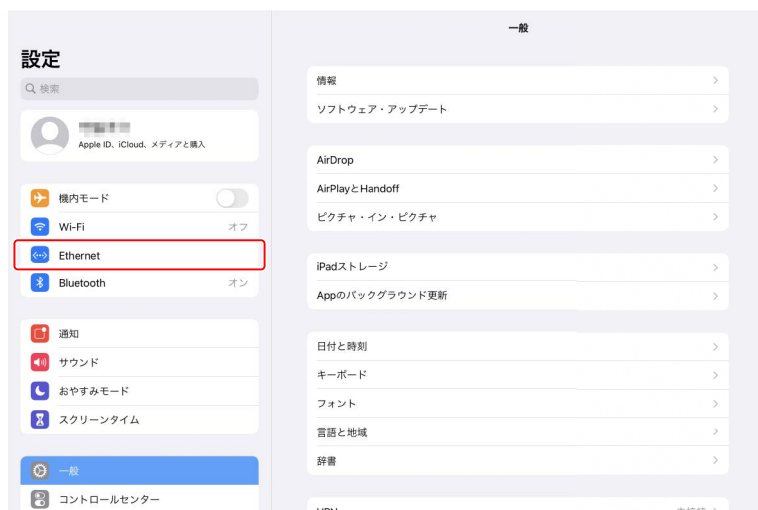 設定
検索
Apple ID、iCloud、メディアと購入
機内モード
Wi-Fi オフ
Ethernet
Bluetooth オン
通知
サウンド
おやすみモード
スクリーンタイム
一般
コントロールセンター
一般
情報
ソフトウェア・アップデート
AirDrop
AirPlayとHandoff
ピクチャ・イン・ピクチャ
iPadストレージ
Appのバックグラウンド更新
日付と時刻
キーボード
フォント
言語と地域
辞書